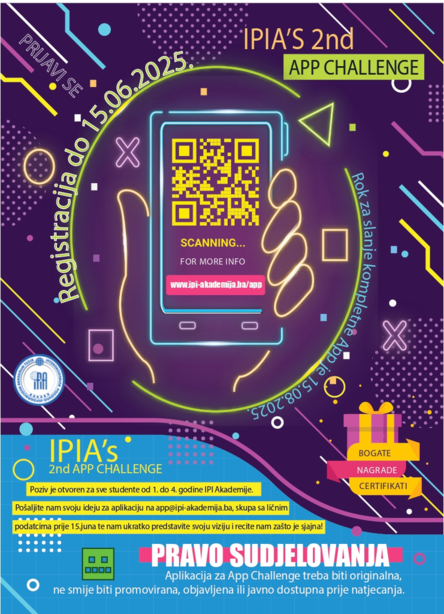 IPIA'S 2nd
APP CHALLENGE
PRIJAVI SE
Registracija do 15.06.2025.
SCANNING...
FOR MORE INFO
www.ipi-akademija.ba/app
Rok za slanje kompletne App je 15.08.2025.
BOGATE
NAGRADE
CERTIFIKATI
IPIA's
2nd APP CHALLENGE
Poziv je otvoren za sve studente od 1. do 4. godine IPI Akademije.
Pošaljite nam svoju ideju za aplikaciju na app@ipi-akademija.ba, skupa sa ličnim
podatcima prije 15.juna te nam ukratko predstavite svoju viziju i recite nam zašto je sjajna!
PRAVO SUDJELOVANJA
Aplikacija za App Challenge treba biti originalna,
ne smije biti promovirana, objavljena ili javno dostupna prije natjecanja.